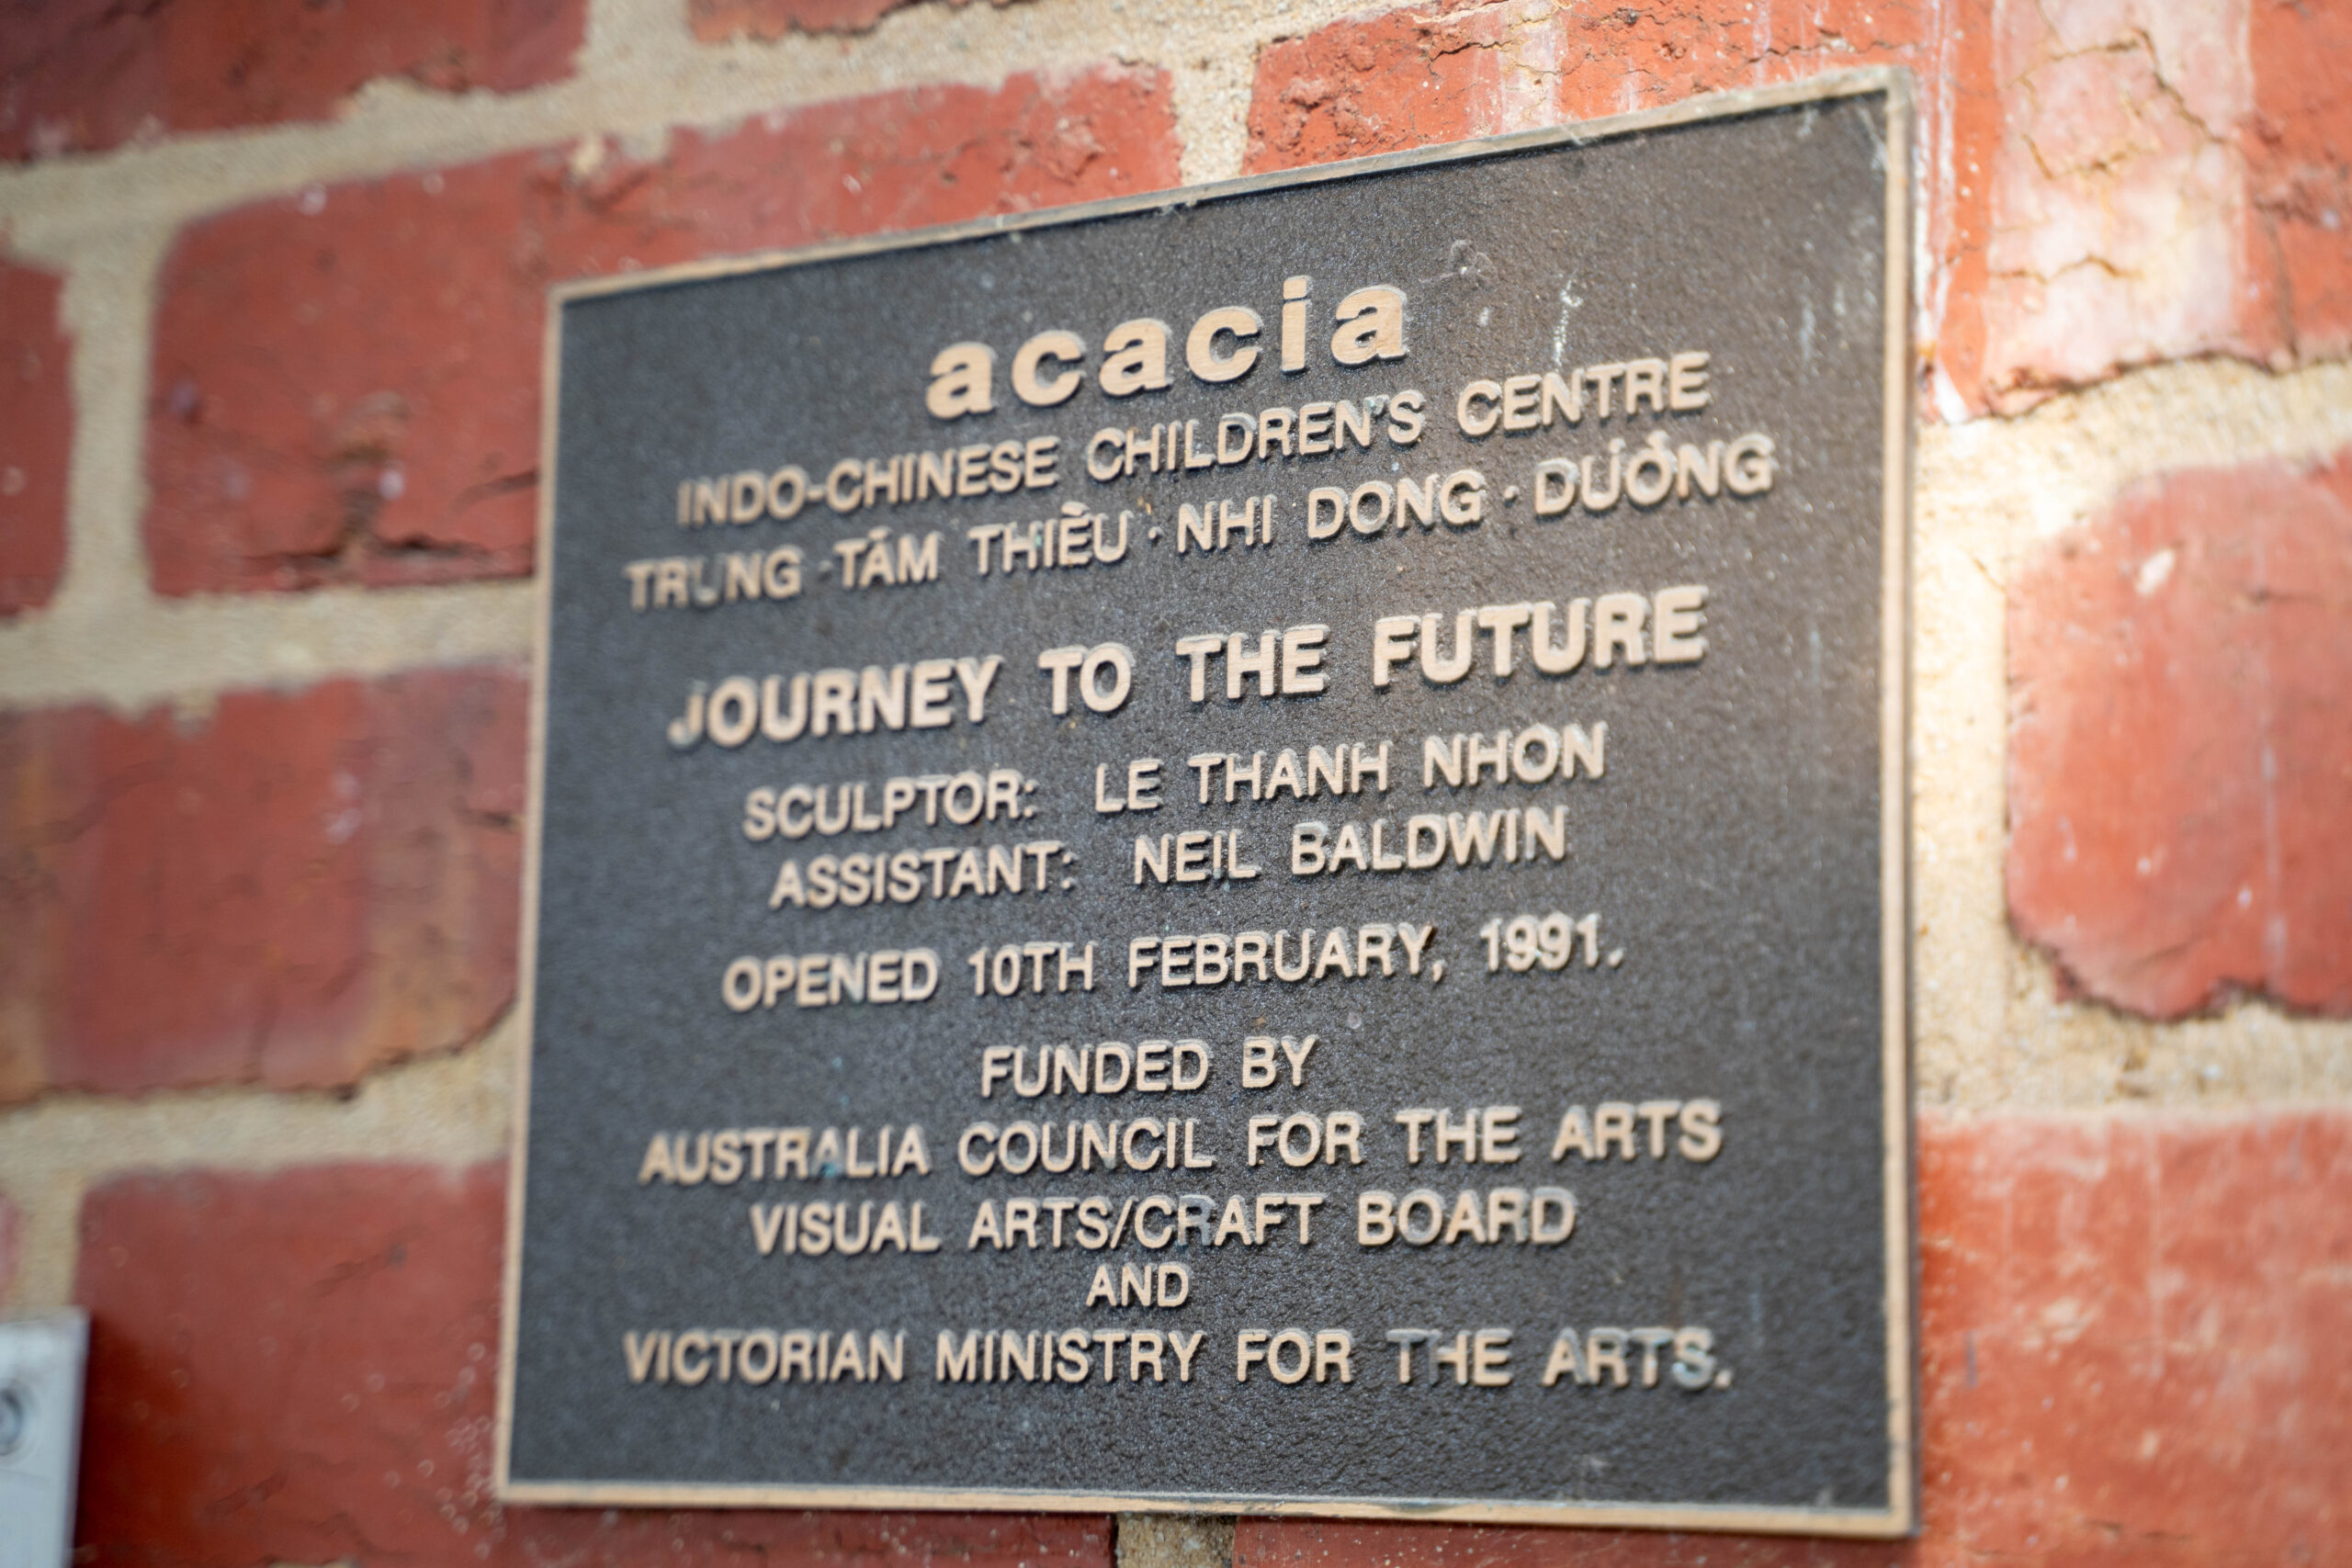 acacia
INDO-CHINESE CHILDREN'S CENTRE
TRUNG-TÂM THIÈU·NHI DONG·DƯỜNG
JOURNEY TO THE FUTURE
SCULPTOR: LE THANH NHON
ASSISTANT: NEIL BALDWIN
OPENED 10TH FEBRUARY, 1991.
FUNDED BY
AUSTRALIA COUNCIL FOR THE ARTS
VISUAL ARTS/CRAFT BOARD
AND
VICTORIAN MINISTRY FOR THE ARTS.